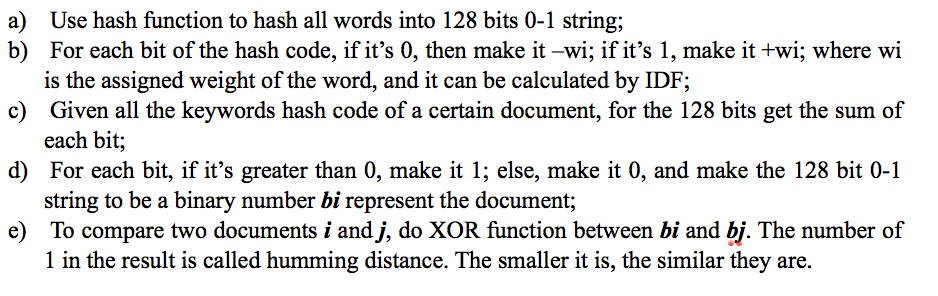 a) Use hash function to hash all words into 128 bits 0-1 string;
b) For each bit of the hash code, if it’s 0, then make it –wi; if it’s 1, make it +wi; where wi
is the assigned weight of the word, and it can be calculated by IDF;
c) Given all the keywords hash code of a certain document, for the 128 bits get the sum of
each bit;
d) For each bit, if it’s greater than 0, make it 1; else, make it 0, and make the 128 bit 0-1
string to be a binary number bi represent the document;
e) To compare two documents i and j, do XOR function between bi and bj. The number of
1 in the result is called humming distance. The smaller it is, the similar they are.